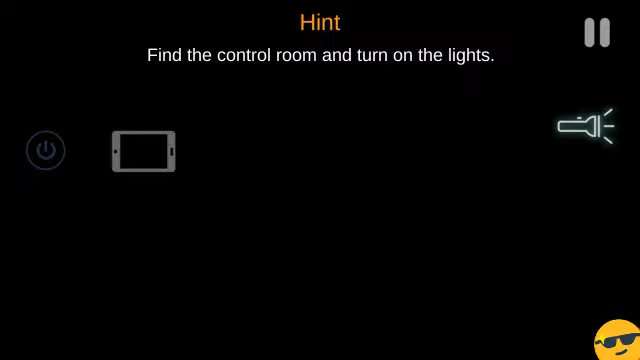 Hint
Find the control room and turn on the lights.